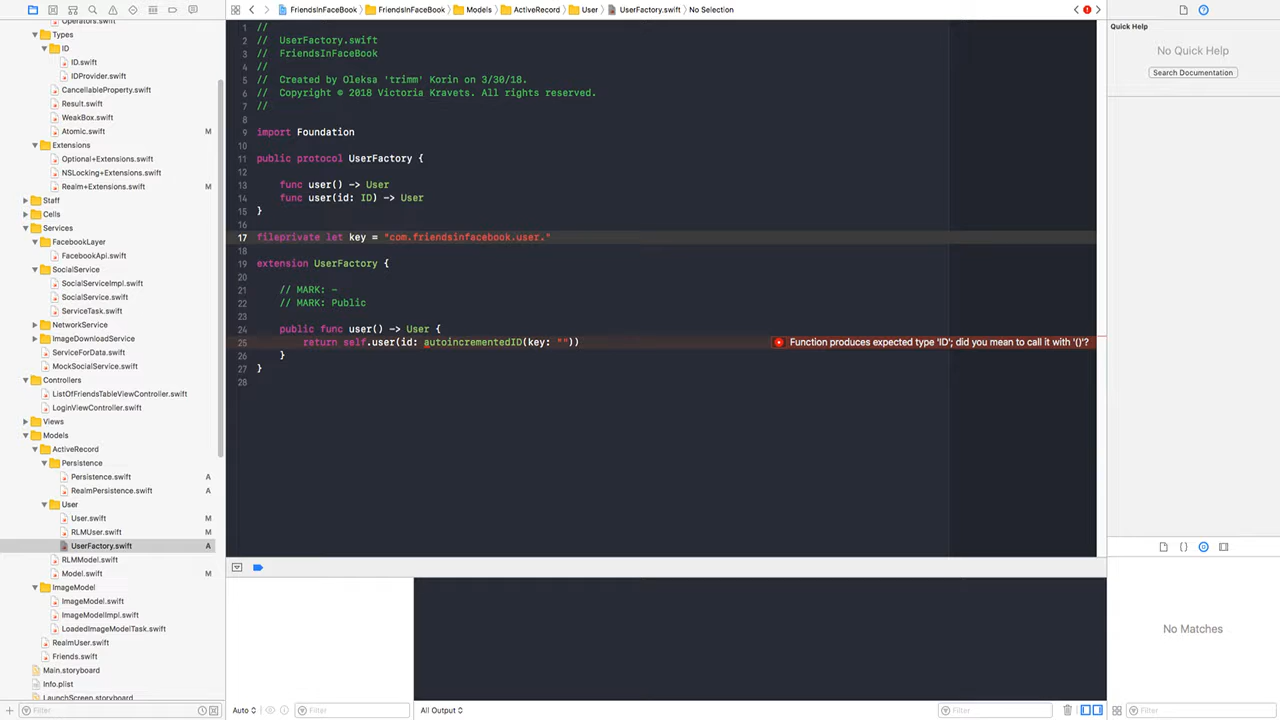 FriendsInFaceBook
FriendsInFaceBook
Models
ActiveRecord
User
UserFactory.swift
No Selection
Operators.swift
Types
ID
ID.swift
IDProvider.swift
CancellableProperty.swift
Result.swift
WeakBox.swift
Atomic.swift M
Extensions
Optional+Extensions.swift
NSLocking+Extensions.swift
Realm+Extensions.swift M
Staff
Cells
Services
FacebookLayer
FacebookApi.swift
SocialService
SocialServiceImpl.swift
SocialService.swift
ServiceTask.swift
NetworkService
ImageDownloadService
ServiceForData.swift
MockSocialService.swift
Controllers
ListOfFriendsTableViewController.swift
LoginViewController.swift
Views
Models
ActiveRecord
Persistence
Persistence.swift A
RealmPersistence.swift A
User
User.swift M
RLMUser.swift M
UserFactory.swift A
RLMModel.swift
Model.swift M
ImageModel
ImageModel.swift
ImageModelImpl.swift
LoadedImageModelTask.swift
RealmUser.swift
Friends.swift
Main.storyboard
Info.plist
LaunchScreen.storyboard
Filter
1 //
2 // UserFactory.swift
3 // FriendsInFaceBook
4 //
5 // Created by Oleksa 'trimm' Korin on 3/30/18.
6 // Copyright © 2018 Victoria Kravets. All rights reserved.
7 //
8
9 import Foundation
10
11 public protocol UserFactory {
12
13 func user() -> User
14 func user(id: ID) -> User
15 }
16
17 fileprivate let key = "com.friendsinfacebook.user."
18
19 extension UserFactory {
20
21 // MARK: -
22 // MARK: Public
23
24 public func user() -> User {
25 return self.user(id: autoincrementedID(key: ""))
Function produces expected type 'ID'; did you mean to call it with '()'?
26 }
27 }
28
Auto
Filter
All Output
Filter
Quick Help
No Quick Help
Search Documentation
No Matches
Filter